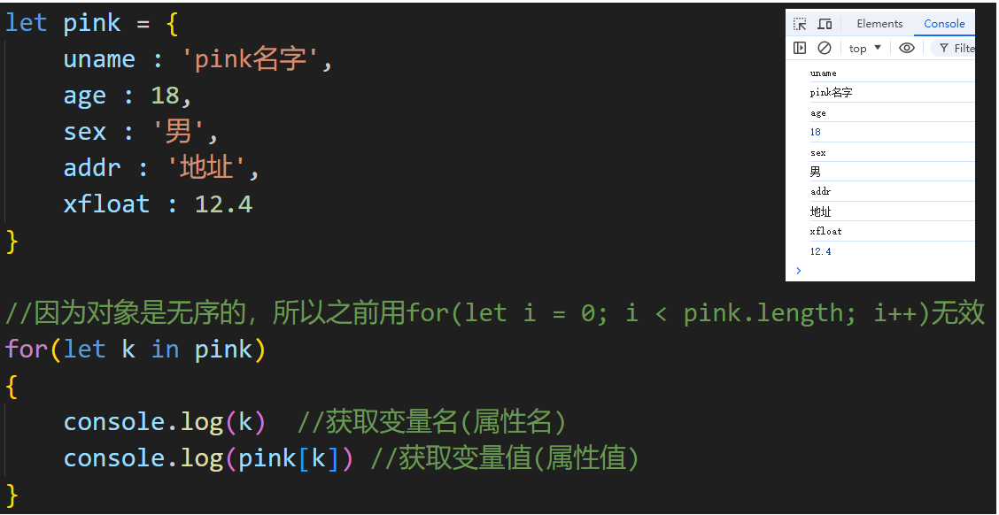 let pink = {
    uname : 'pink名字',
    age : 18,
    sex : '男',
    addr : '地址',
    xfloat : 12.4
}
//因为对象是无序的，所以之前用for(let i = 0; i < pink.length; i++)无效
for(let k in pink)
{
    console.log(k)  //获取变量名(属性名)
    console.log(pink[k]) //获取变量值(属性值)
}
Elements Console
top ▼ Filte
uname
pink名字
age
18
sex
男
addr
地址
xfloat
12.4
>